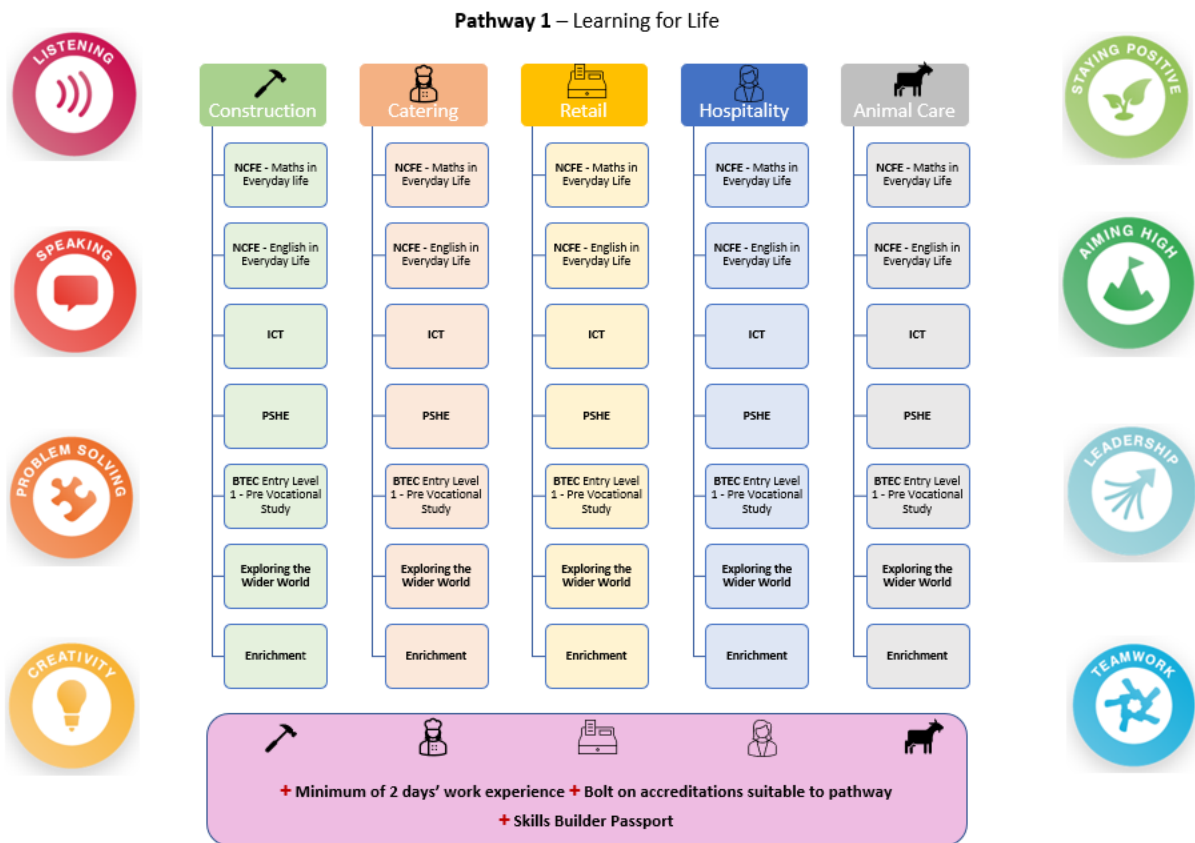 Pathway 1 – Learning for Life
LISTENING
SPEAKING
PROBLEM SOLVING
CREATIVITY
Construction
NCFE - Maths in
Everyday life
NCFE - English in
Everyday Life
ICT
PSHE
BTEC Entry Level
1 - Pre Vocational
Study
Exploring the
Wider World
Enrichment
Catering
NCFE - Maths in
Everyday Life
NCFE - English in
Everyday Life
ICT
PSHE
BTEC Entry Level
1 - Pre Vocational
Study
Exploring the
Wider World
Enrichment
Retail
NCFE - Maths in
Everyday Life
NCFE - English in
Everyday Life
ICT
PSHE
BTEC Entry Level
1 - Pre Vocational
Study
Exploring the
Wider World
Enrichment
Hospitality
NCFE - Maths in
Everyday Life
NCFE - English in
Everyday Life
ICT
PSHE
BTEC Entry Level
1 - Pre Vocational
Study
Exploring the
Wider World
Enrichment
Animal Care
NCFE - Maths in
Everyday Life
NCFE - English in
Everyday Life
ICT
PSHE
BTEC Entry Level
1 - Pre Vocational
Study
Exploring the
Wider World
Enrichment
STAYING POSITIVE
AIMING HIGH
LEADERSHIP
TEAMWORK
+ Minimum of 2 days' work experience + Bolt on accreditations suitable to pathway
+ Skills Builder Passport